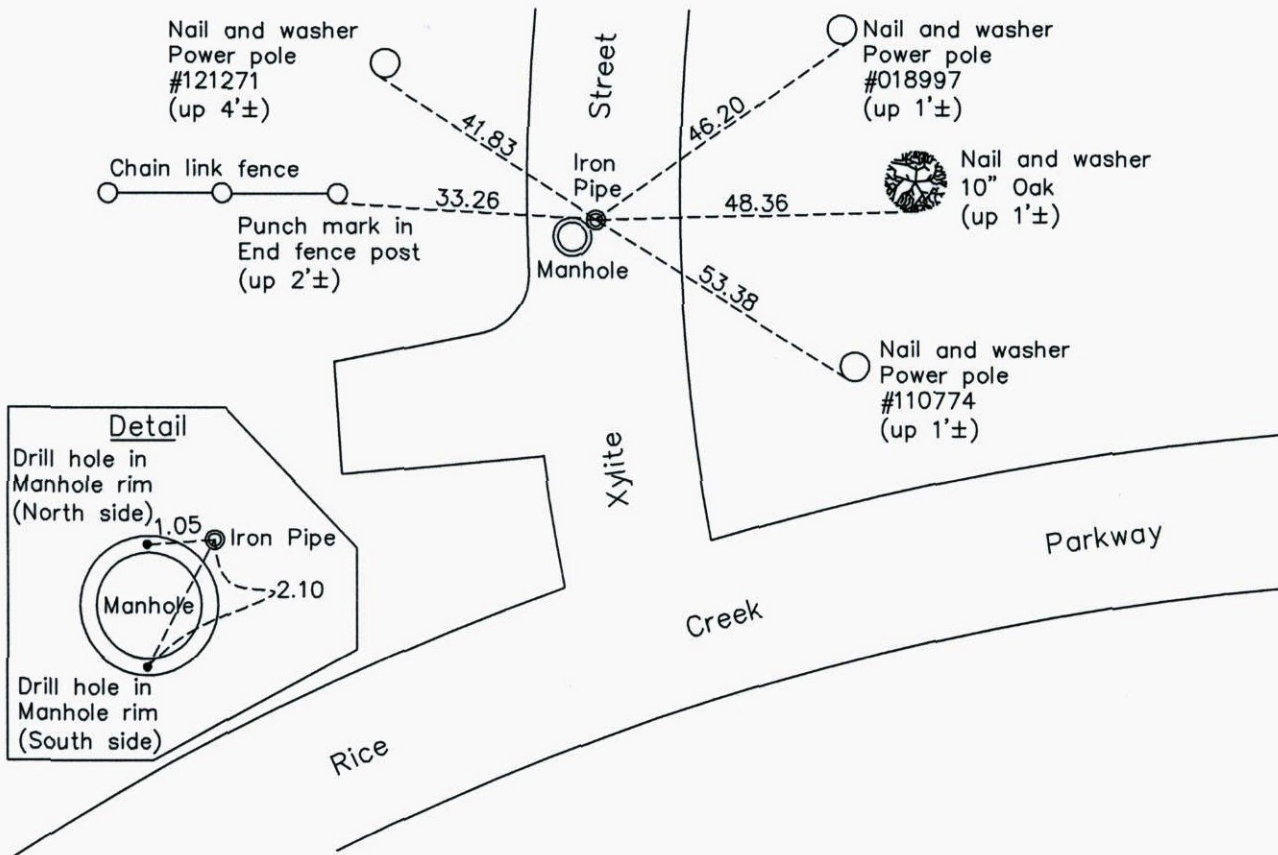 Nail and washer
Power pole
#121271
(up 4'±)
Street
Nail and washer
Power pole
#018997
(up 1'±)
41.83
46.20
Chain link fence
Iron
Pipe
Nail and washer
10" Oak
(up 1'±)
33.26
48.36
Punch mark in
End fence post
(up 2'±)
Manhole
53.38
Nail and washer
Power pole
#110774
(up 1'±)
Detail
Drill hole in
Manhole rim
(North side)
1.05
Iron Pipe
Manhole
2.10
Drill hole in
Manhole rim
(South side)
Xylite
Parkway
Creek
Rice